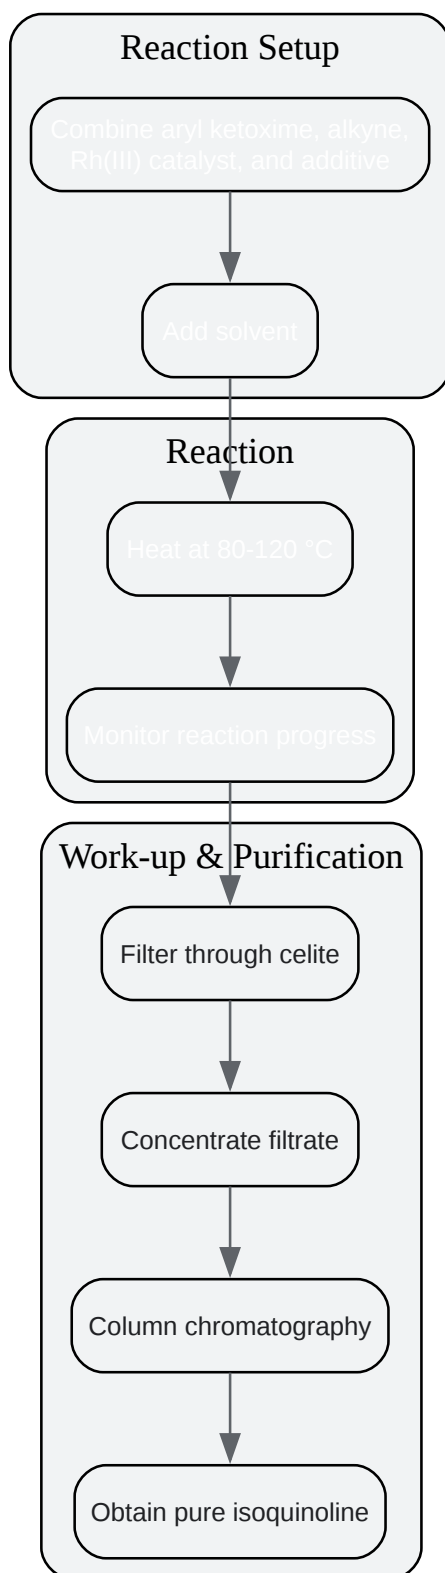 Reaction Setup
Combine aryl ketoxime, alkyne,
Rh(III) catalyst, and additive
Add solvent
Reaction
Heat at 80-120 °C
Monitor reaction progress
Work-up & Purification
Filter through celite
Concentrate filtrate
Column chromatography
Obtain pure isoquinoline